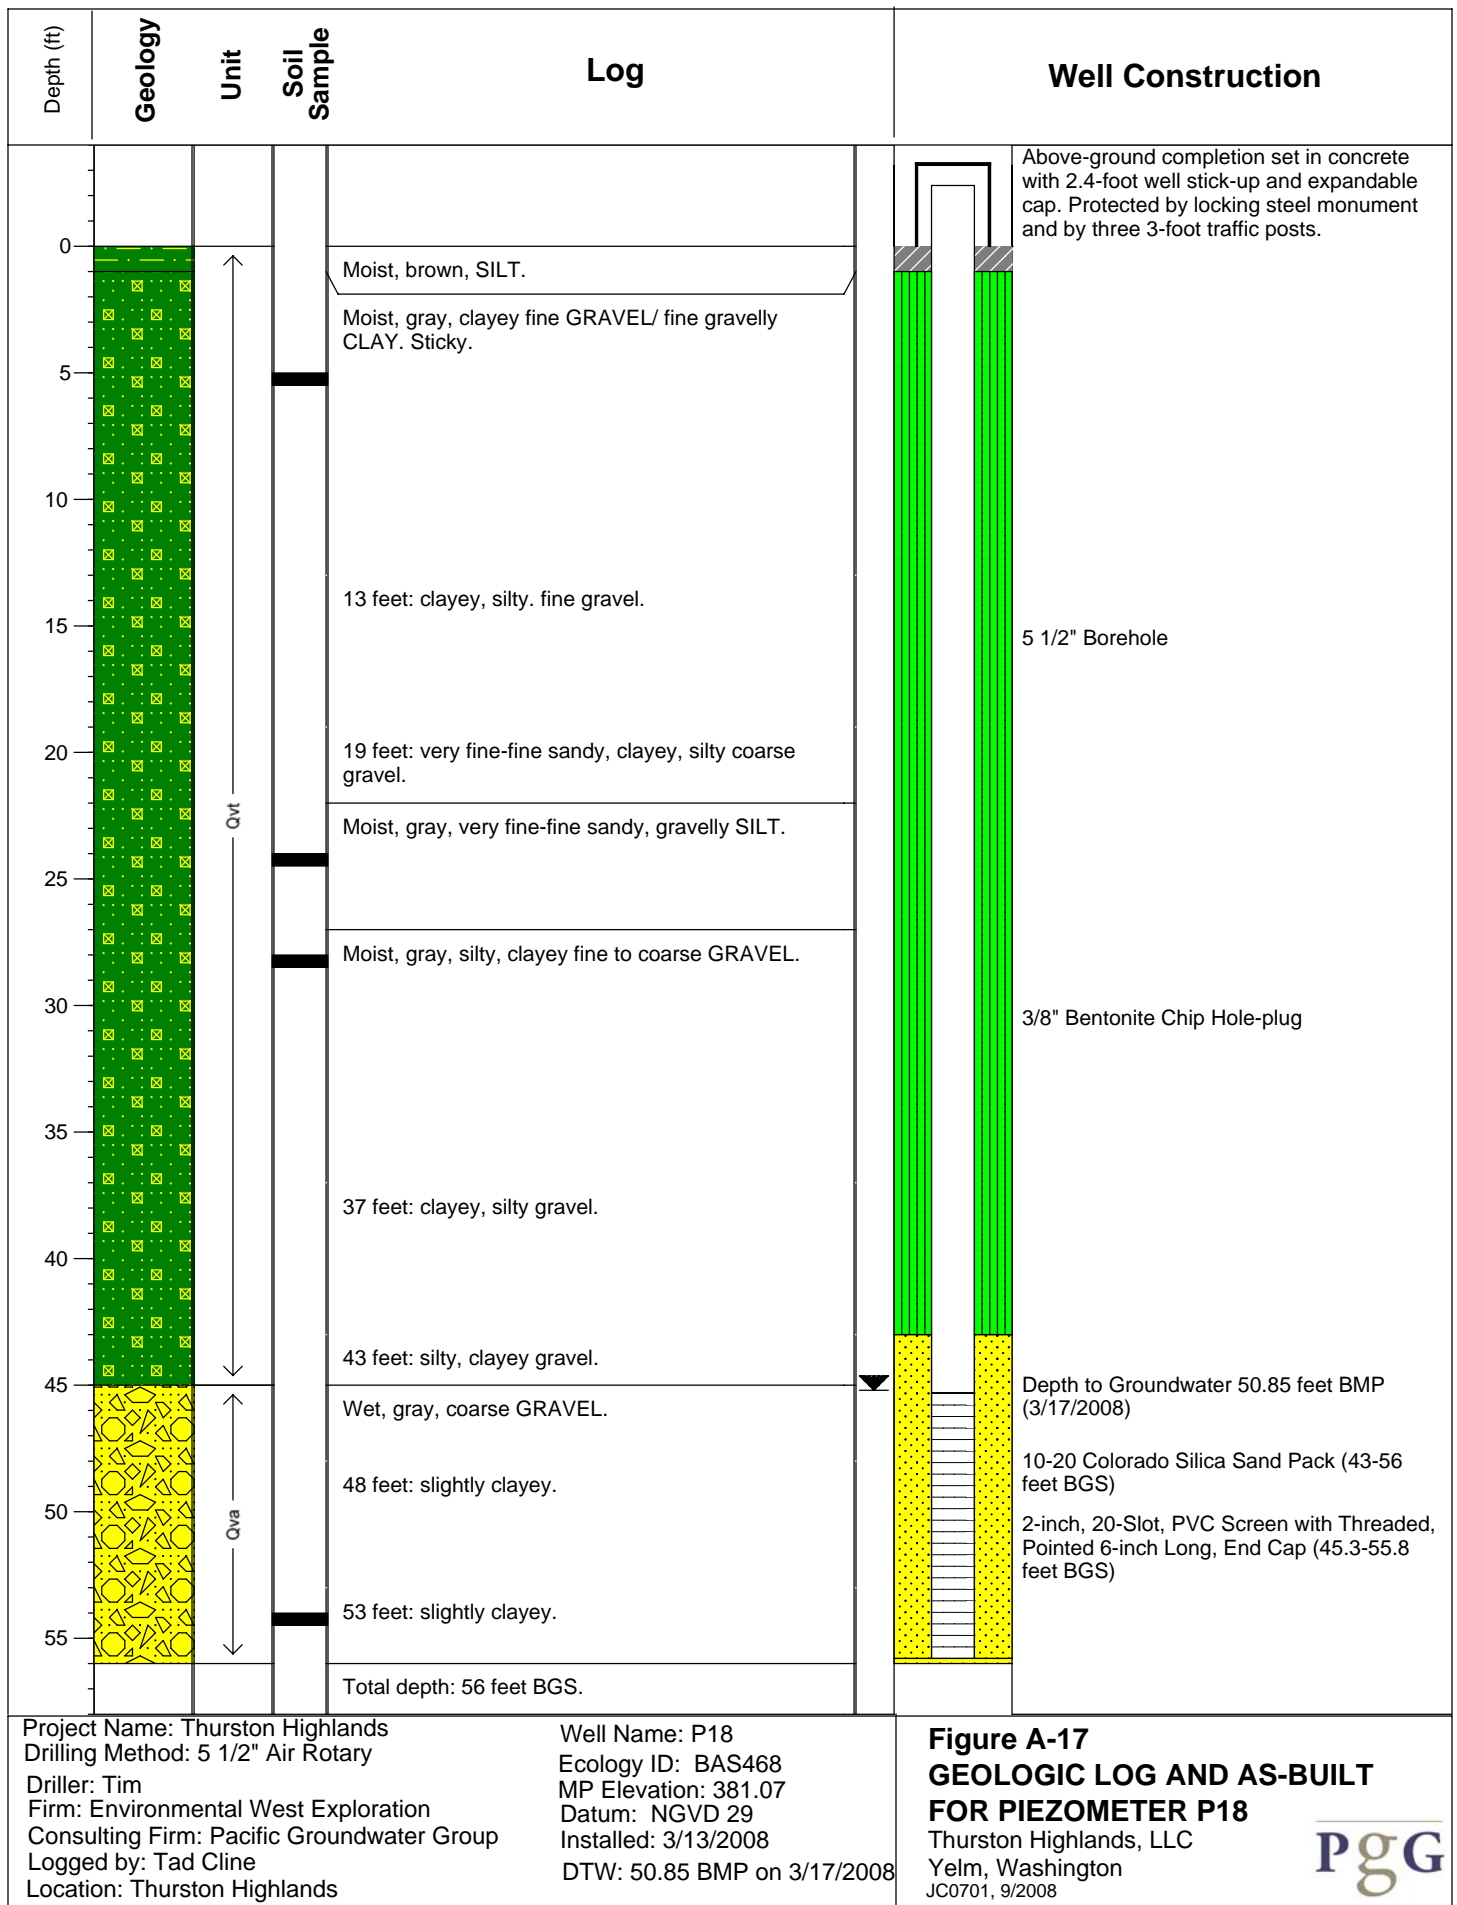 Depth (ft)
Geology
Unit
Soil
Sample
Log
Well Construction
Above-ground completion set in concrete
with 2.4-foot well stick-up and expandable
cap. Protected by locking steel monument
and by three 3-foot traffic posts.
0
Moist, brown, SILT.
Moist, gray, clayey fine GRAVEL/ fine gravelly
CLAY. Sticky.
5
10
13 feet: clayey, silty. fine gravel.
15
5 1/2" Borehole
19 feet: very fine-fine sandy, clayey, silty coarse
gravel.
20
Qvt
Moist, gray, very fine-fine sandy, gravelly SILT.
25
Moist, gray, silty, clayey fine to coarse GRAVEL.
30
3/8" Bentonite Chip Hole-plug
35
37 feet: clayey, silty gravel.
40
43 feet: silty, clayey gravel.
45
Depth to Groundwater 50.85 feet BMP
(3/17/2008)
Wet, gray, coarse GRAVEL.
10-20 Colorado Silica Sand Pack (43-56
feet BGS)
48 feet: slightly clayey.
50
Qva
2-inch, 20-Slot, PVC Screen with Threaded,
Pointed 6-inch Long, End Cap (45.3-55.8
feet BGS)
53 feet: slightly clayey.
55
Total depth: 56 feet BGS.
Project Name: Thurston Highlands
Drilling Method: 5 1/2" Air Rotary
Driller: Tim
Firm: Environmental West Exploration
Consulting Firm: Pacific Groundwater Group
Logged by: Tad Cline
Location: Thurston Highlands
Well Name: P18
Ecology ID: BAS468
MP Elevation: 381.07
Datum: NGVD 29
Installed: 3/13/2008
DTW: 50.85 BMP on 3/17/2008
Figure A-17
GEOLOGIC LOG AND AS-BUILT
FOR PIEZOMETER P18
Thurston Highlands, LLC
Yelm, Washington
JC0701, 9/2008
PgG